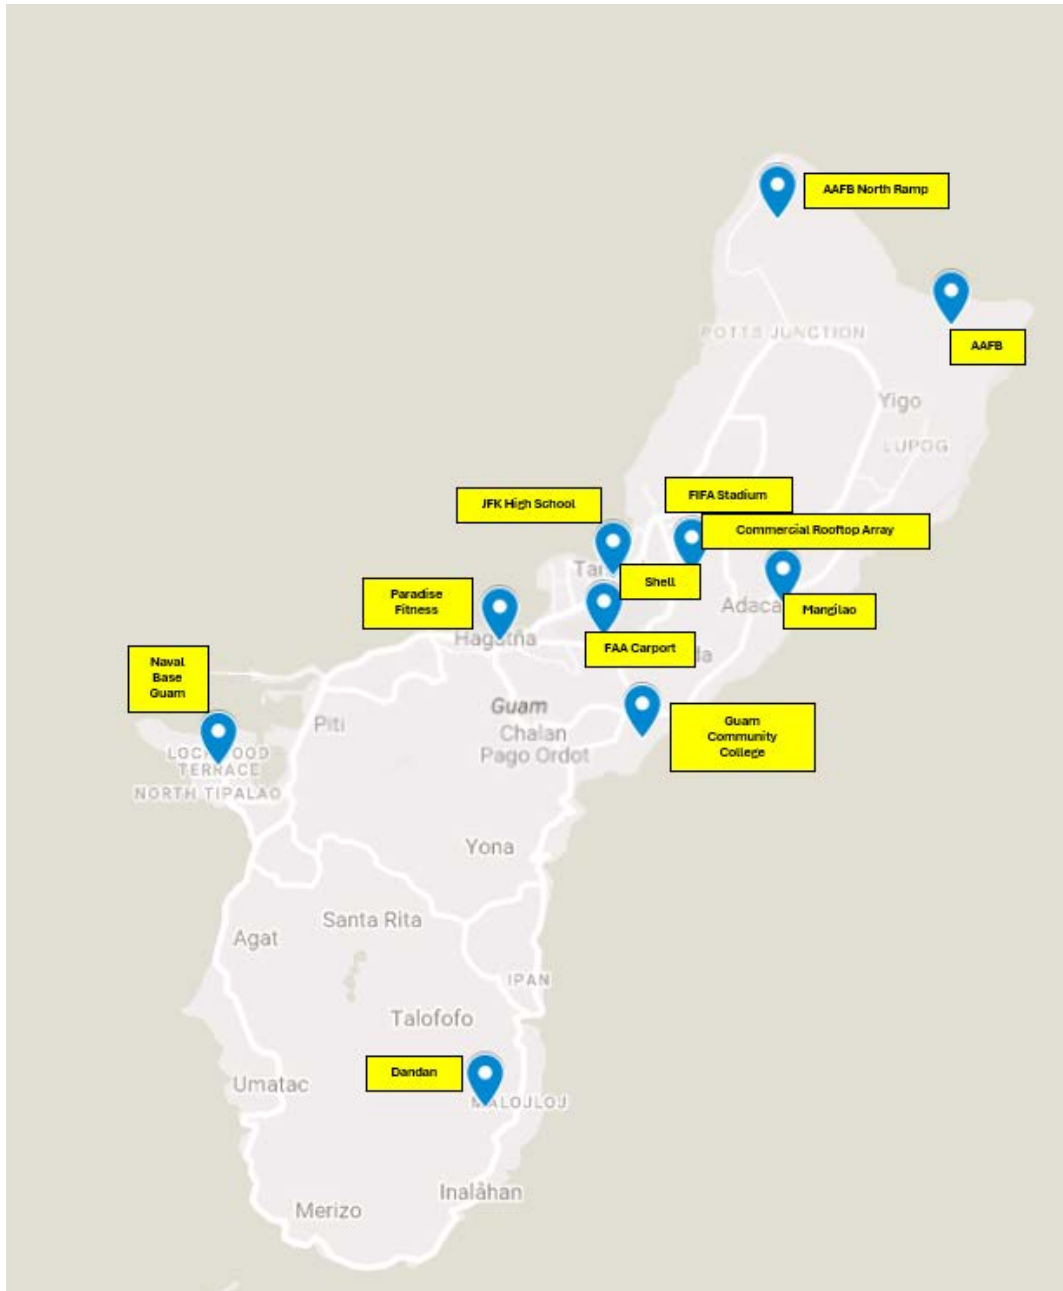 AAFB North Ramp
AAFB
POTTS JUNCTION
Yigo
LUPOG
FIFA Stadium
JFK High School
Commercial Rooftop Array
Shell
Paradise
Fitness
Adaca
Mangilao
Hagåtña
FAA Carport
Naval
Base
Guam
Guam
Piti
Chalan
Pago Ordot
Guam
Community
College
TERRACE
NORTH TIPALAO
Yona
Santa Rita
Agat
IPAN
Talofofo
Dandan
Umatac
MALOJLOJ
Inalåhan
Merizo